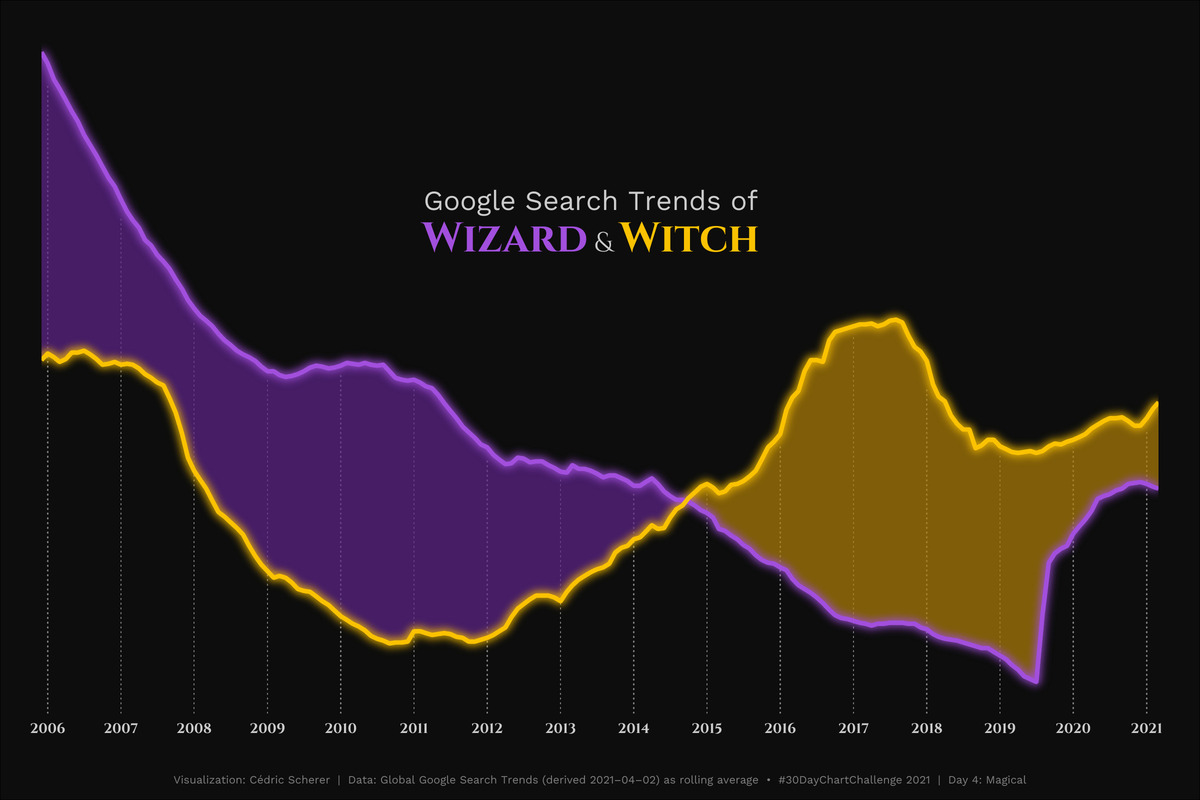 Google Search Trends of
WIZARD & WITCH
2006 2007 2008 2009 2010 2011 2012 2013 2014 2015 2016 2017 2018 2019 2020 2021
Visualization: Cédric Scherer | Data: Global Google Search Trends (derived 2021–04–02) as rolling average • #30DayChartChallenge 2021 | Day 4: Magical